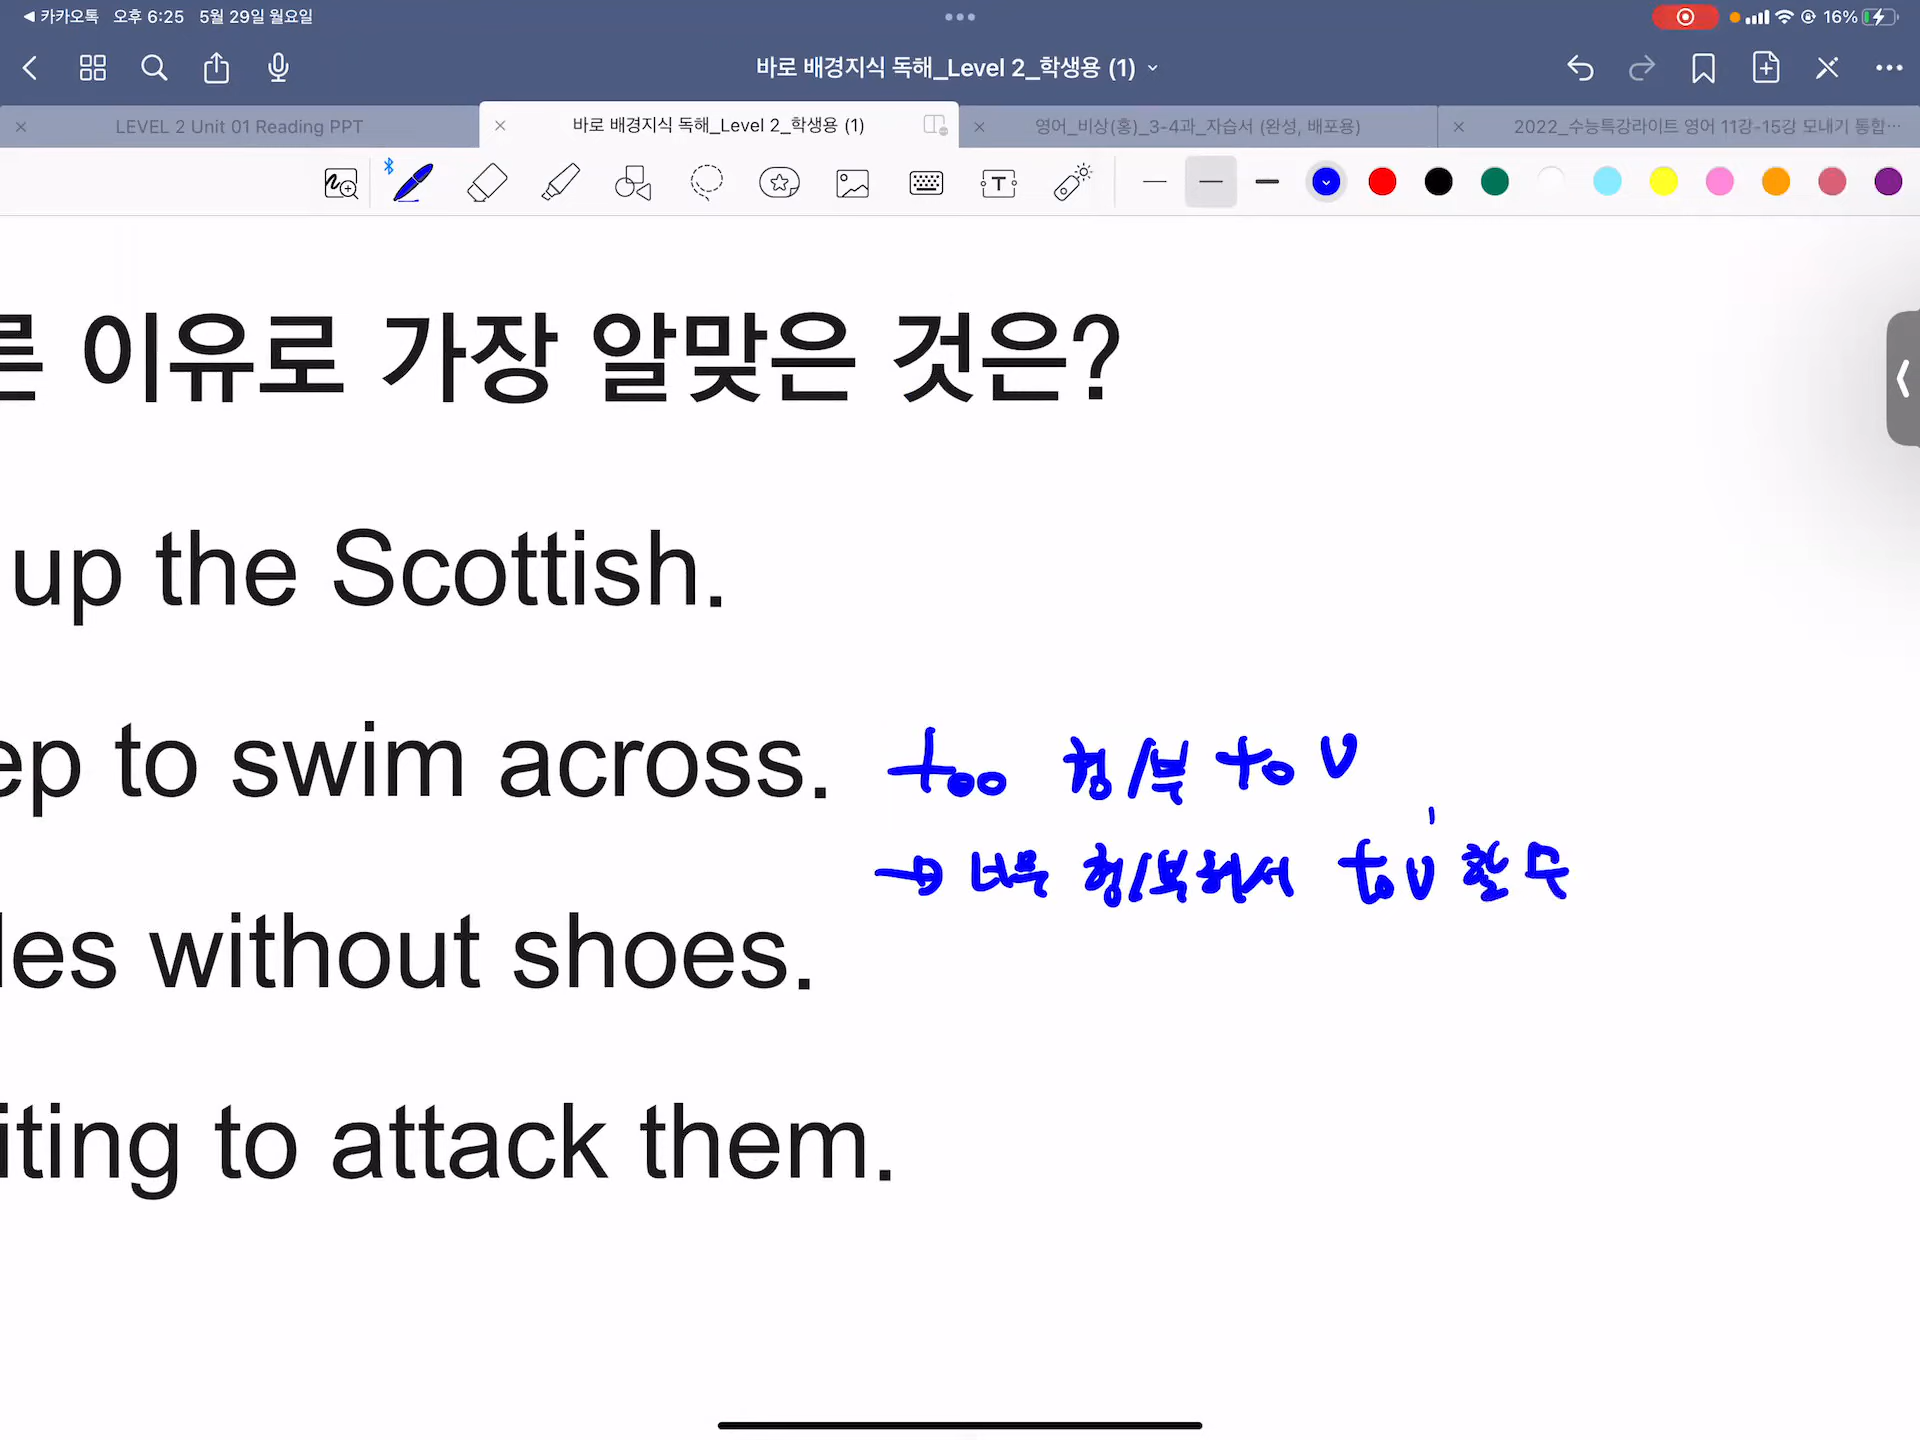 ◀ 카카오톡 오후 6:25 5월 29일 월요일
16%
바로 배경지식 독해_Level 2_학생용 (1)
LEVEL 2 Unit 01 Reading PPT
바로 배경지식 독해_Level 2_학생용 (1)
영어_비상(홍)_3-4과_자습서 (완성, 배포용)
2022_수능특강라이트 영어 11강-15강 모내기 통합…
른 이유로 가장 알맞은 것은?
up the Scottish.
ep to swim across.
too 형/부 to v
→ 너무 형/부해서 to v 할 수
les without shoes.
iting to attack them.